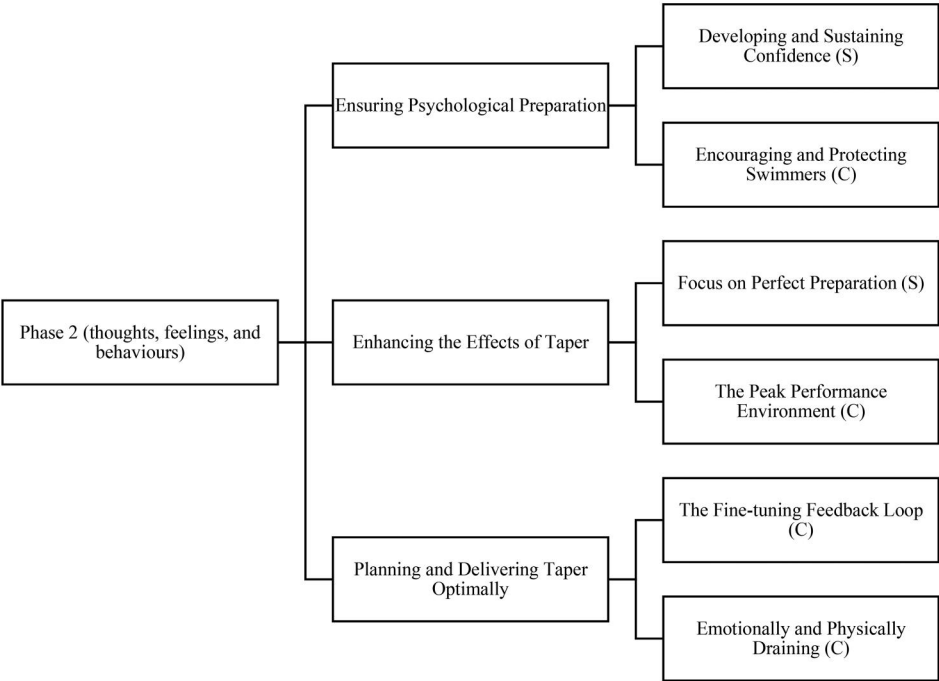 Phase 2 (thoughts, feelings, and
behaviours)
Ensuring Psychological Preparation
Developing and Sustaining
Confidence (S)
Encouraging and Protecting
Swimmers (C)
Enhancing the Effects of Taper
Focus on Perfect Preparation (S)
The Peak Performance
Environment (C)
Planning and Delivering Taper
Optimally
The Fine-tuning Feedback Loop
(C)
Emotionally and Physically
Draining (C)